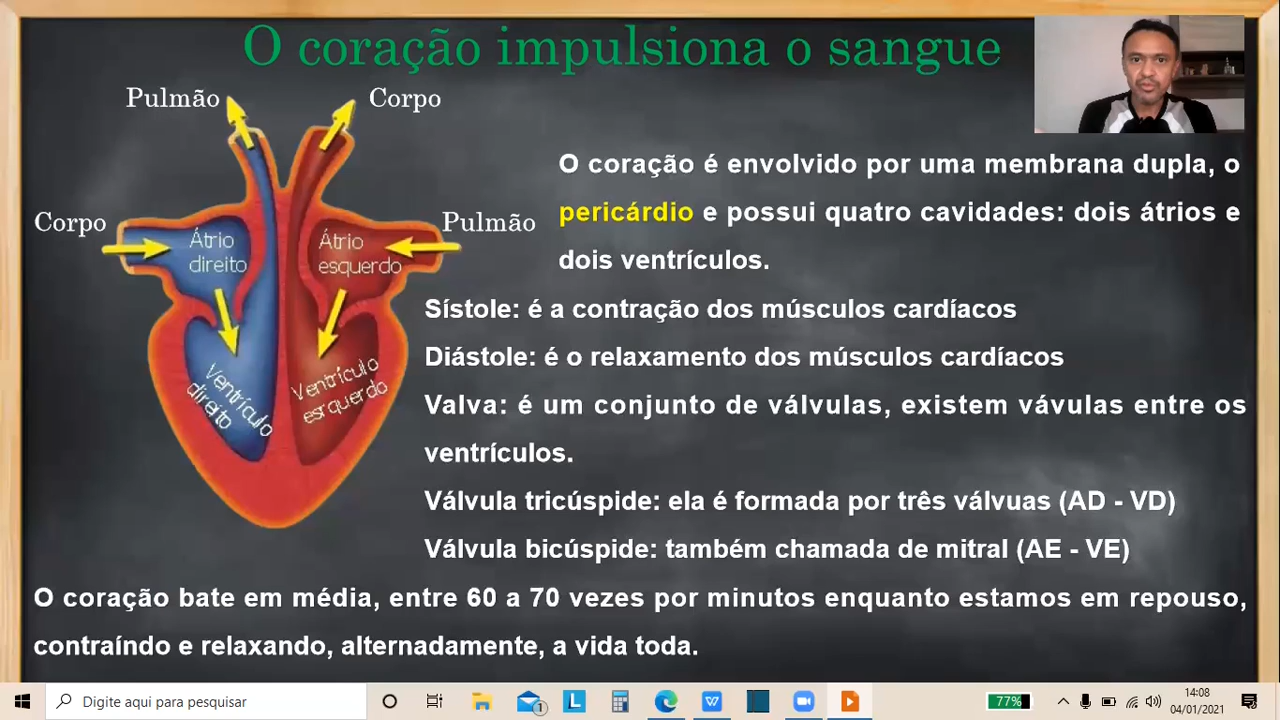 O coração impulsiona o sangue
Pulmão
Corpo
Corpo
Pulmão
Átrio
direito
Átrio
esquerdo
Ventrículo
direito
Ventrículo
esrquerdo
O coração é envolvido por uma membrana dupla, o
pericárdio e possui quatro cavidades: dois átrios e
dois ventrículos.
Sístole: é a contração dos músculos cardíacos
Diástole: é o relaxamento dos músculos cardíacos
Valva: é um conjunto de válvulas, existem vávulas entre os
ventrículos.
Válvula tricúspide: ela é formada por três válvuas (AD - VD)
Válvula bicúspide: também chamada de mitral (AE - VE)
O coração bate em média, entre 60 a 70 vezes por minutos enquanto estamos em repouso,
contraíndo e relaxando, alternadamente, a vida toda.
Digite aqui para pesquisar
1
L
W
77%
14:08
04/01/2021